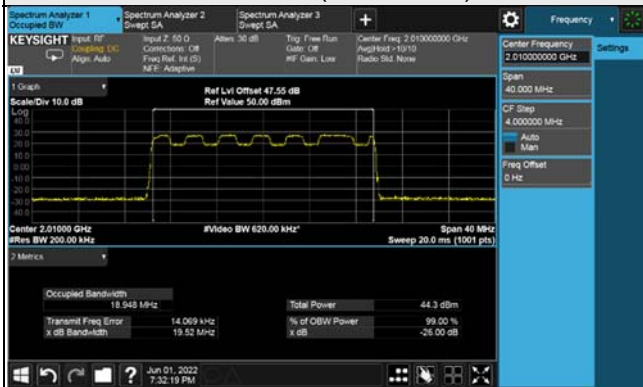 Spectrum Analyzer 1
Occupied BW
Spectrum Analyzer 2
Swept SA
Spectrum Analyzer 3
Swept SA
+
Frequency
KEYSIGHT
Input: RF
Coupling: DC
Align: Auto
Input Z: 50 Ω
Corrections: Off
Freq Ref: Int (S)
NFE: Adaptive
Atten: 30 dB
Trig: Free Run
Gate: Off
#IF Gain: Low
Center Freq: 2.010000000 GHz
Avg|Hold:>10/10
Radio Std: None
Center Frequency
2.010000000 GHz
Settings
Span
40.000 MHz
CF Step
4.000000 MHz
Auto
Man
Freq Offset
0 Hz
1 Graph
Scale/Div 10.0 dB
Ref Lvl Offset 47.55 dB
Ref Value 50.00 dBm
Log
40.0
30.0
20.0
10.0
0.00
-10.0
-20.0
-30.0
-40.0
Center 2.01000 GHz
#Res BW 200.00 kHz
#Video BW 620.00 kHz*
Span 40 MHz
Sweep 20.0 ms (1001 pts)
2 Metrics
Occupied Bandwidth
18.948 MHz
Total Power
44.3 dBm
Transmit Freq Error
14.069 kHz
% of OBW Power
99.00 %
x dB Bandwidth
19.52 MHz
x dB
-26.00 dB
?
Jun 01, 2022
7:32:19 PM